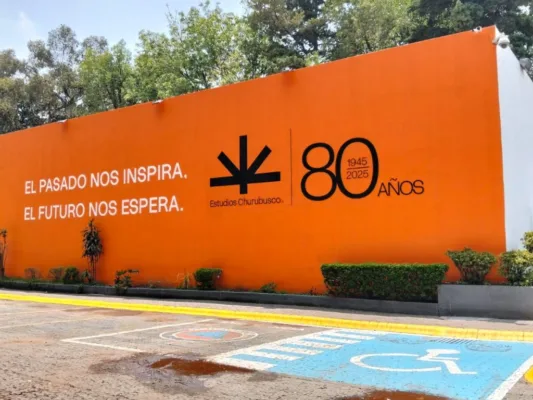 EL PASADO NOS INSPIRA.
EL FUTURO NOS ESPERA.
Estudios Churubusco.
80
1945
2025
AÑOS